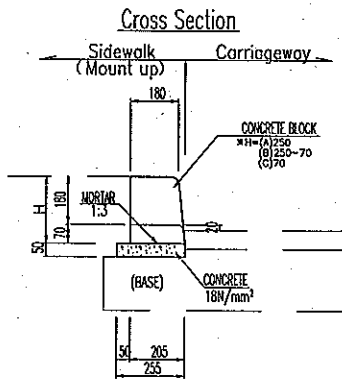 Cross Section
Sidewalk
(Mount up)
Carriageway
180
CONCRETE BLOCK
※H=(A)250
(B)250~70
(C)70
H
180
MORTAR
1:3
20
70
50
(BASE)
CONCRETE
18N/mm²
50
205
255